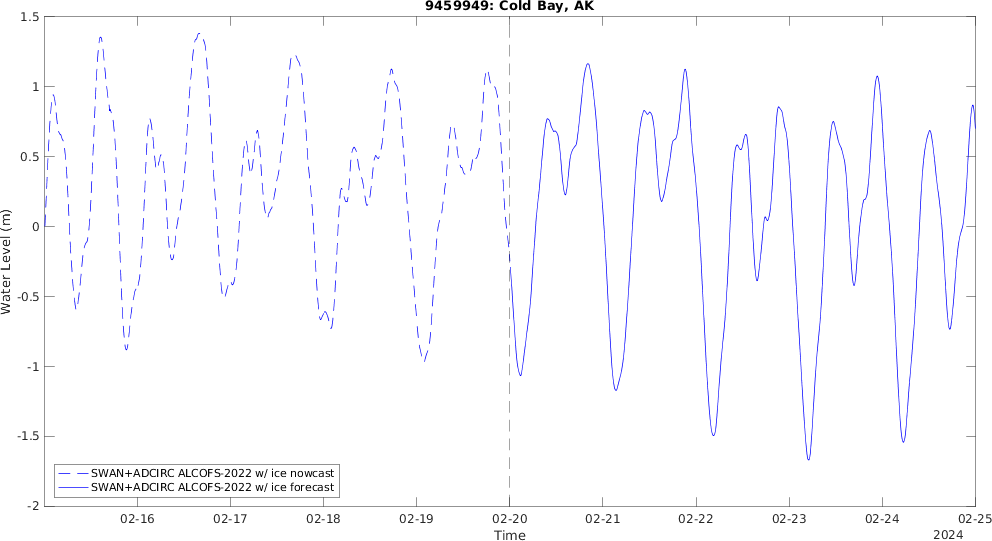 9459949: Cold Bay, AK
1.5
1
0.5
0
-0.5
-1
-1.5
-2
Water Level (m)
SWAN+ADCIRC ALCOFS-2022 w/ ice nowcast
SWAN+ADCIRC ALCOFS-2022 w/ ice forecast
02-16 02-17 02-18 02-19 02-20 02-21 02-22 02-23 02-24 02-25
Time
2024